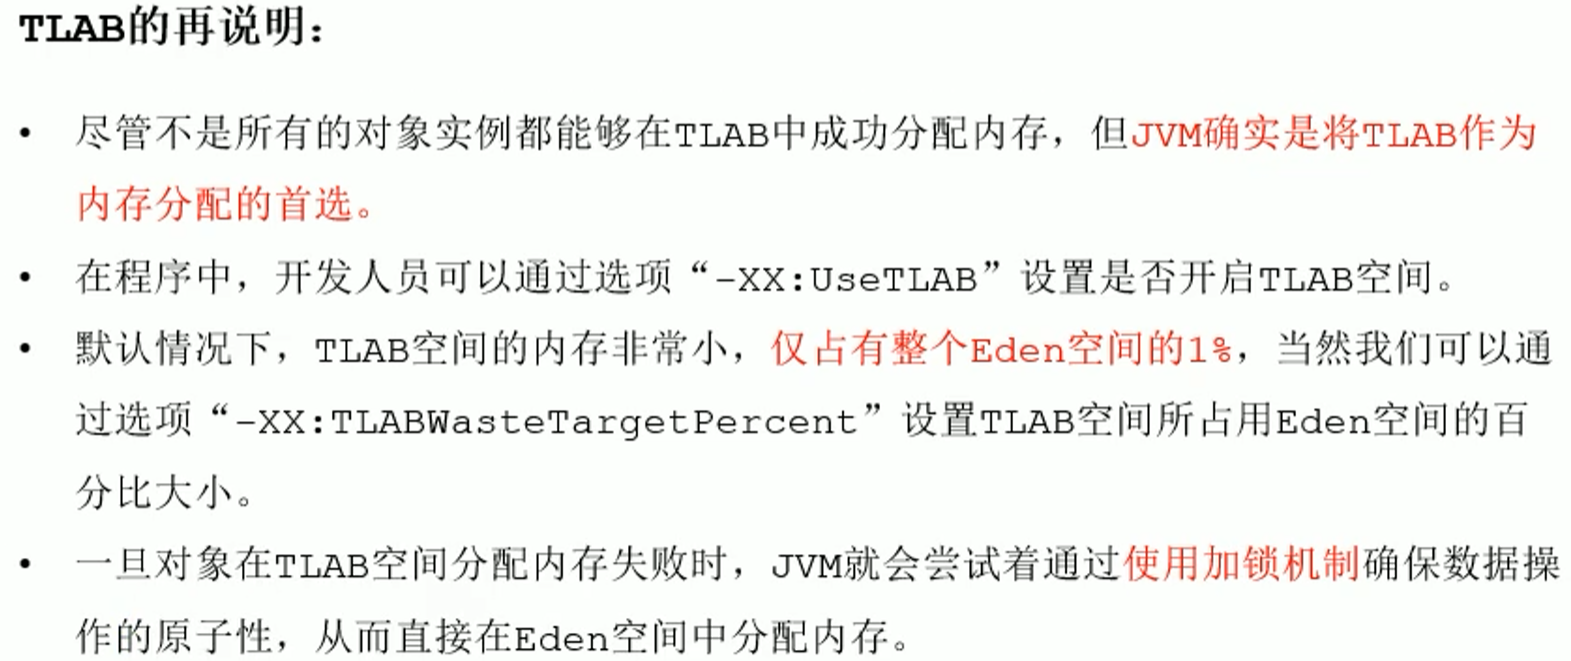 TLAB的再说明：
• 尽管不是所有的对象实例都能够在TLAB中成功分配内存，但JVM确实是将TLAB作为
内存分配的首选。
• 在程序中，开发人员可以通过选项“-XX:UseTLAB”设置是否开启TLAB空间。
• 默认情况下，TLAB空间的内存非常小，仅占有整个Eden空间的1%，当然我们可以通
过选项“-XX:TLABWasteTargetPercent”设置TLAB空间所占用Eden空间的百
分比大小。
• 一旦对象在TLAB空间分配内存失败时，JVM就会尝试着通过使用加锁机制确保数据操
作的原子性，从而直接在Eden空间中分配内存。